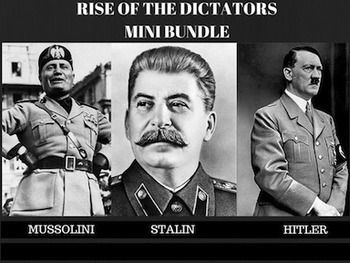 RISE OF THE DICTATORS
MINI BUNDLE
MUSSOLINI STALIN HITLER